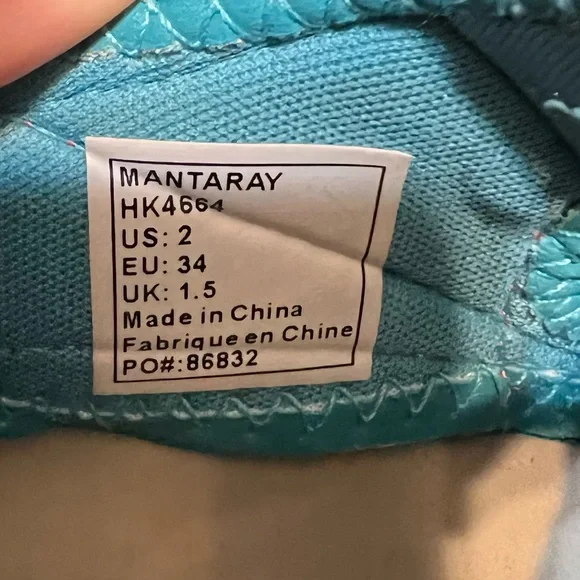 MANTARAY
HK4664
US: 2
EU: 34
UK: 1.5
Made in China
Fabrique en Chine
PO#:86832